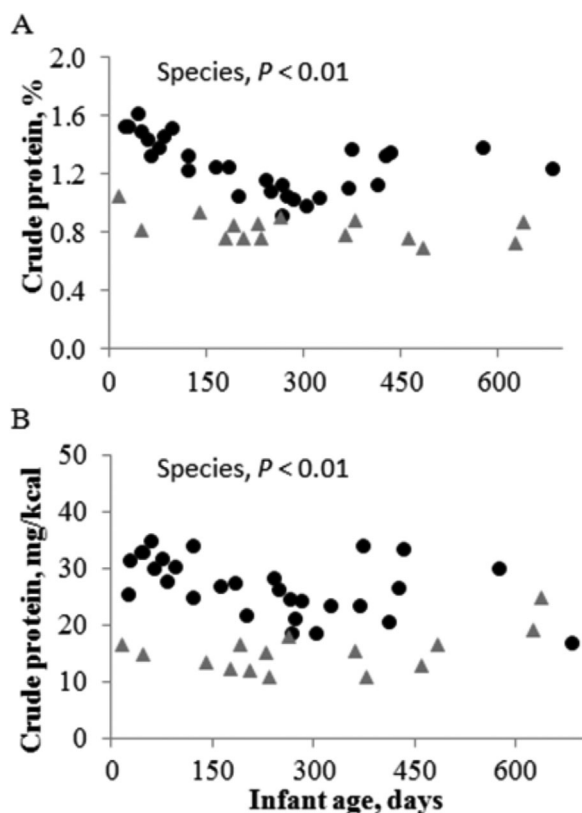 A
Crude protein, %
2.0
1.6
1.2
0.8
0.4
0.0
Species, P < 0.01
0 150 300 450 600
B
Crude protein, mg/kcal
50
40
30
20
10
0
Species, P < 0.01
0 150 300 450 600
Infant age, days